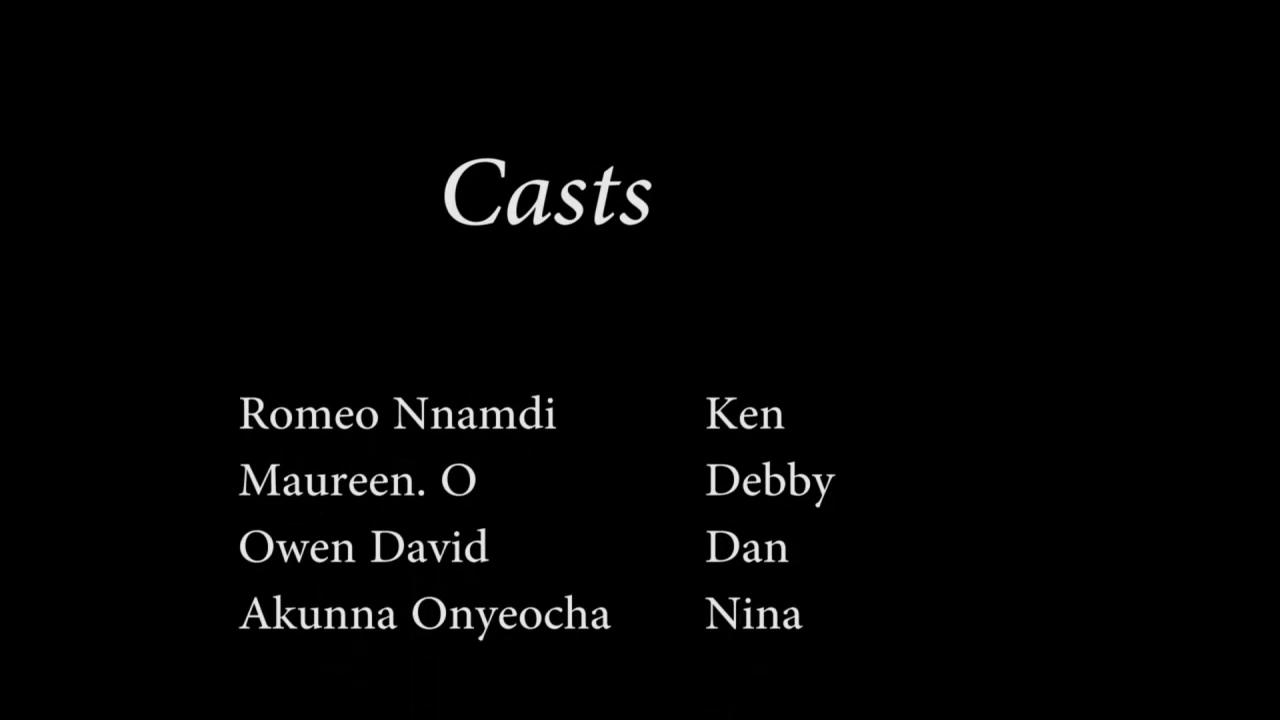 Casts
Romeo Nnamdi Ken
Maureen. O Debby
Owen David Dan
Akunna Onyeocha Nina